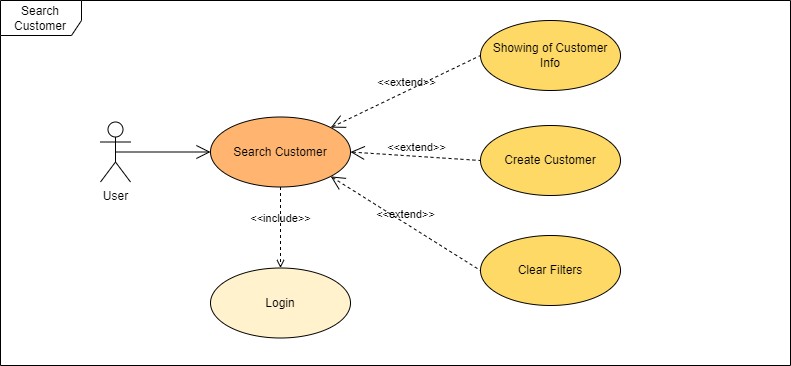 Search
Customer
Showing of Customer
Info
<<extend>>
Search Customer
<<extend>>
Create Customer
User
<<extend>>
<<include>>
Clear Filters
Login